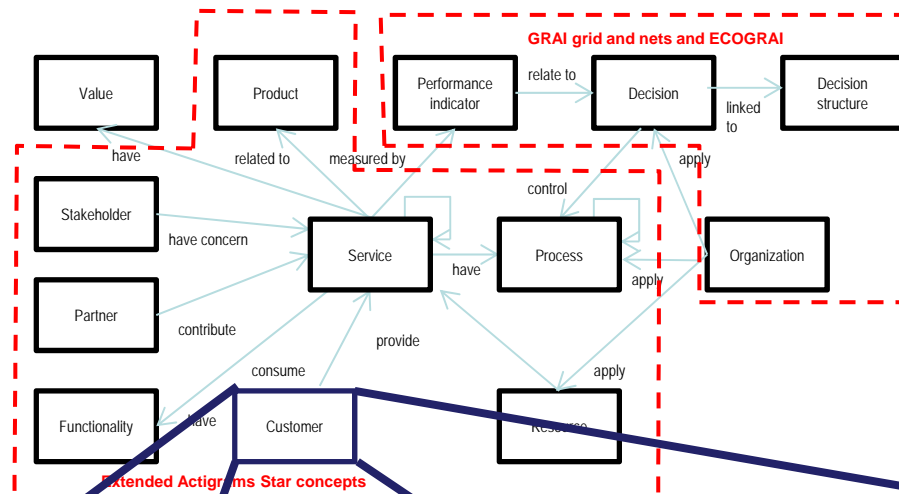 GRAI grid and nets and ECOGRAI
Value
Product
Performance
indicator
relate to
Decision
linked
to
Decision
structure
have
related to
measured by
apply
control
Stakeholder
have concern
Service
have
Process
apply
Organization
Partner
contribute
provide
consume
apply
Functionality
have
Customer
Resource
Extended Actigrams Star concepts